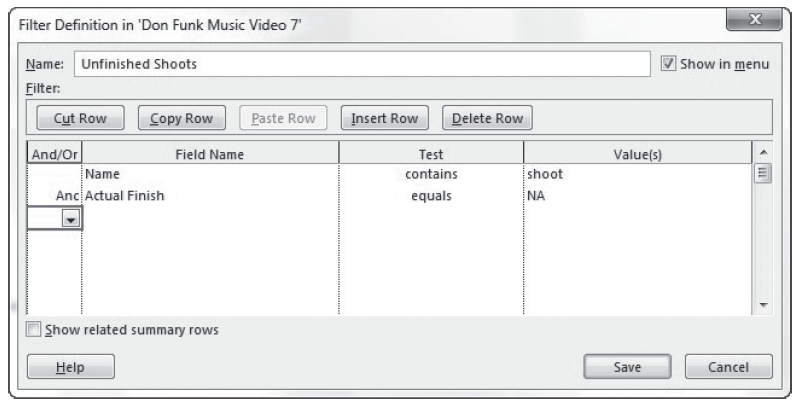 Filter Definition in 'Don Funk Music Video 7'
Name: Unfinished Shoots Show in menu
Filter:
Cut Row Copy Row Paste Row Insert Row Delete Row
And/Or Field Name Test Value(s)
Name contains shoot
Anc Actual Finish equals NA
Show related summary rows
Help Save Cancel